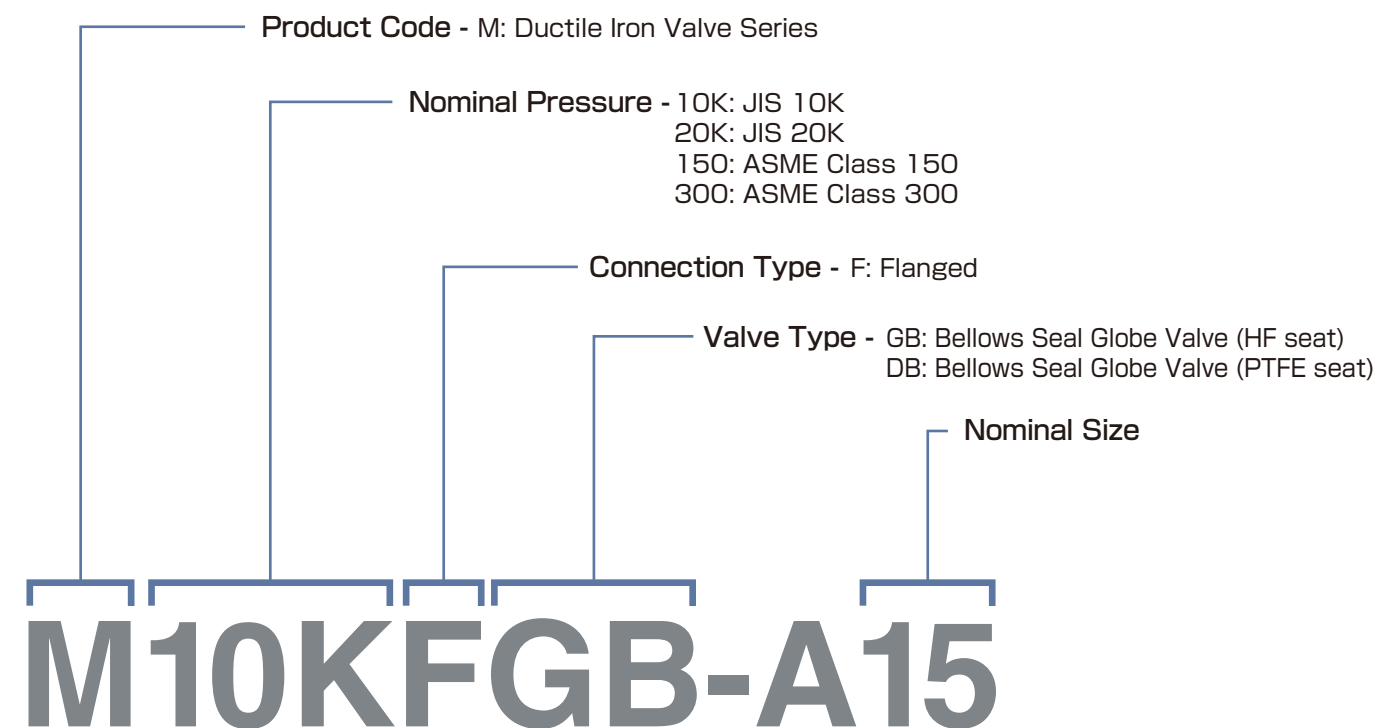 Product Code - M: Ductile Iron Valve Series
Nominal Pressure - 10K: JIS 10K
20K: JIS 20K
150: ASME Class 150
300: ASME Class 300
Connection Type - F: Flanged
Valve Type - GB: Bellows Seal Globe Valve (HF seat)
DB: Bellows Seal Globe Valve (PTFE seat)
Nominal Size
M10KFGB-A15